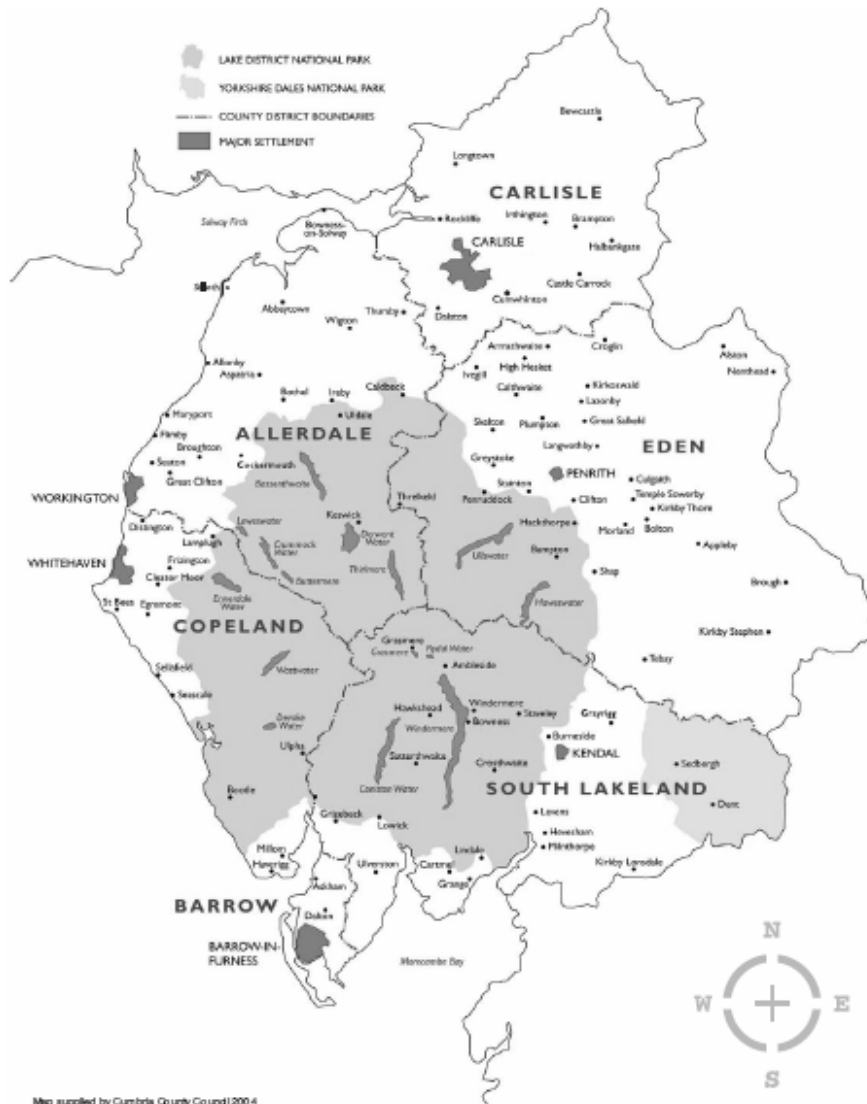 LAKE DISTRICT NATIONAL PARK
YORKSHIRE DALES NATIONAL PARK
COUNTY DISTRICT BOUNDARIES
MAJOR SETTLEMENT
Bewcastle
Longtown
CARLISLE
Solway Firth
Bowness-
on-Solway
Rockliffe
Irthington
Brampton
CARLISLE
Hallbankgate
Castle Carrock
Cumwhinton
Abbeytown
Thursby
Dalston
Wigton
Armathwaite
Croglin
Alston
High Hesket
Nenthead
Allonby
Ivegill
Aspatria
Caldbeck
Calthwaite
Kirkoswald
Bothel
Ireby
Lazonby
Maryport
Uldale
Skelton
Plumpton
Great Salkeld
ALLERDALE
Flimby
Broughton
Langwathby
EDEN
Seaton
Cockermouth
Greystoke
Great Clifton
Bassenthwaite
Stainton
PENRITH
Culgaith
WORKINGTON
Threlkeld
Penruddock
Clifton
Temple Sowerby
Keswick
Kirkby Thore
Distington
Loweswater
Derwent
Water
Hackthorpe
Morland
Bolton
Lamplugh
Crummock
Water
Ullswater
Appleby
WHITEHAVEN
Frizington
Thirlmere
Bampton
Cleator Moor
Buttermere
Shap
Brough
Ennerdale
Water
Haweswater
St Bees
Egremont
COPELAND
Kirkby Stephen
Grasmere
Grasmere
Rydal Water
Tebay
Sellafield
Wastwater
Ambleside
Seascale
Hawkshead
Windermere
Staveley
Grayrigg
Devoke
Water
Windermere
Bowness
Burneside
Ulpha
KENDAL
Satterthwaite
Crosthwaite
Sedbergh
Coniston Water
SOUTH LAKELAND
Bootle
Dent
Grizebeck
Lowick
Levens
Heversham
Millom
Lindale
Milnthorpe
Haverigg
Ulverston
Cartmel
Kirkby Lonsdale
Askham
Grange
BARROW
Dalton
BARROW-IN-
FURNESS
Morecambe Bay
N
W
E
S
Map supplied by Cumbria County Council 2004